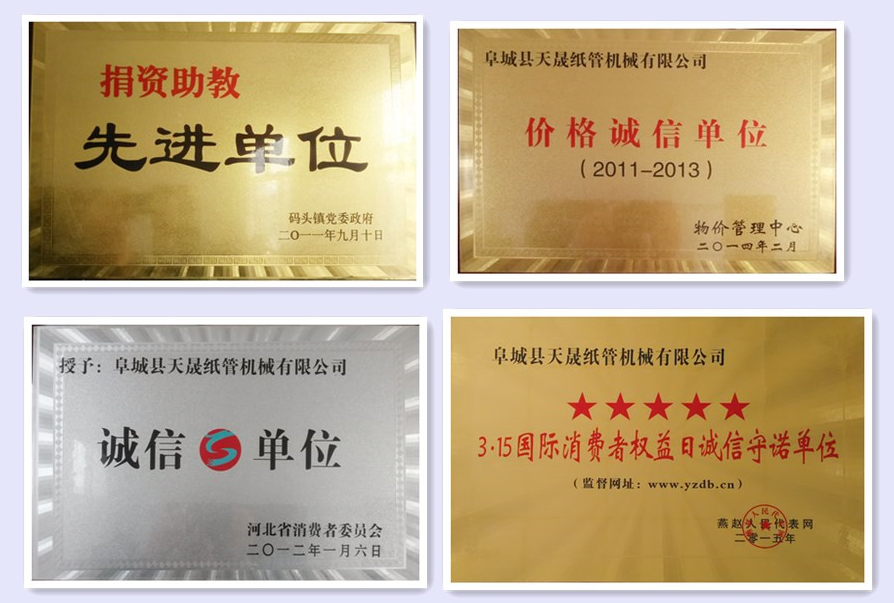 捐资助教
先进单位
码头镇党委政府
二〇一一年九月十日
阜城县天晟纸管机械有限公司
价格诚信单位
（2011-2013）
物价管理中心
二〇一四年二月
授予：阜城县天晟纸管机械有限公司
诚信 单位
河北省消费者委员会
二〇一二年一月六日
阜城县天晟纸管机械有限公司
★★★★★
3·15国际消费者权益日诚信守诺单位
（监督网址：www.yzdb.cn）
燕赵人民代表网
二零一五年